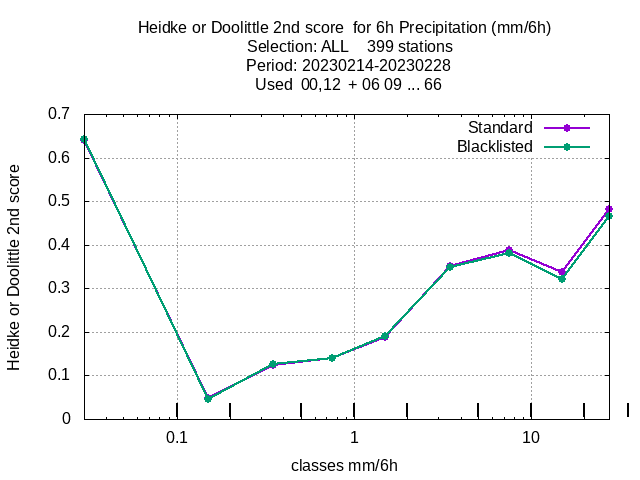 Heidke or Doolittle 2nd score  for 6h Precipitation (mm/6h)
Selection: ALL    399 stations
Period: 20230214-20230228
Used  00,12  + 06 09 ... 66
Standard
Blacklisted
0.7
0.6
0.5
0.4
0.3
0.2
0.1
0
Heidke or Doolittle 2nd score
0.1 1 10
classes mm/6h